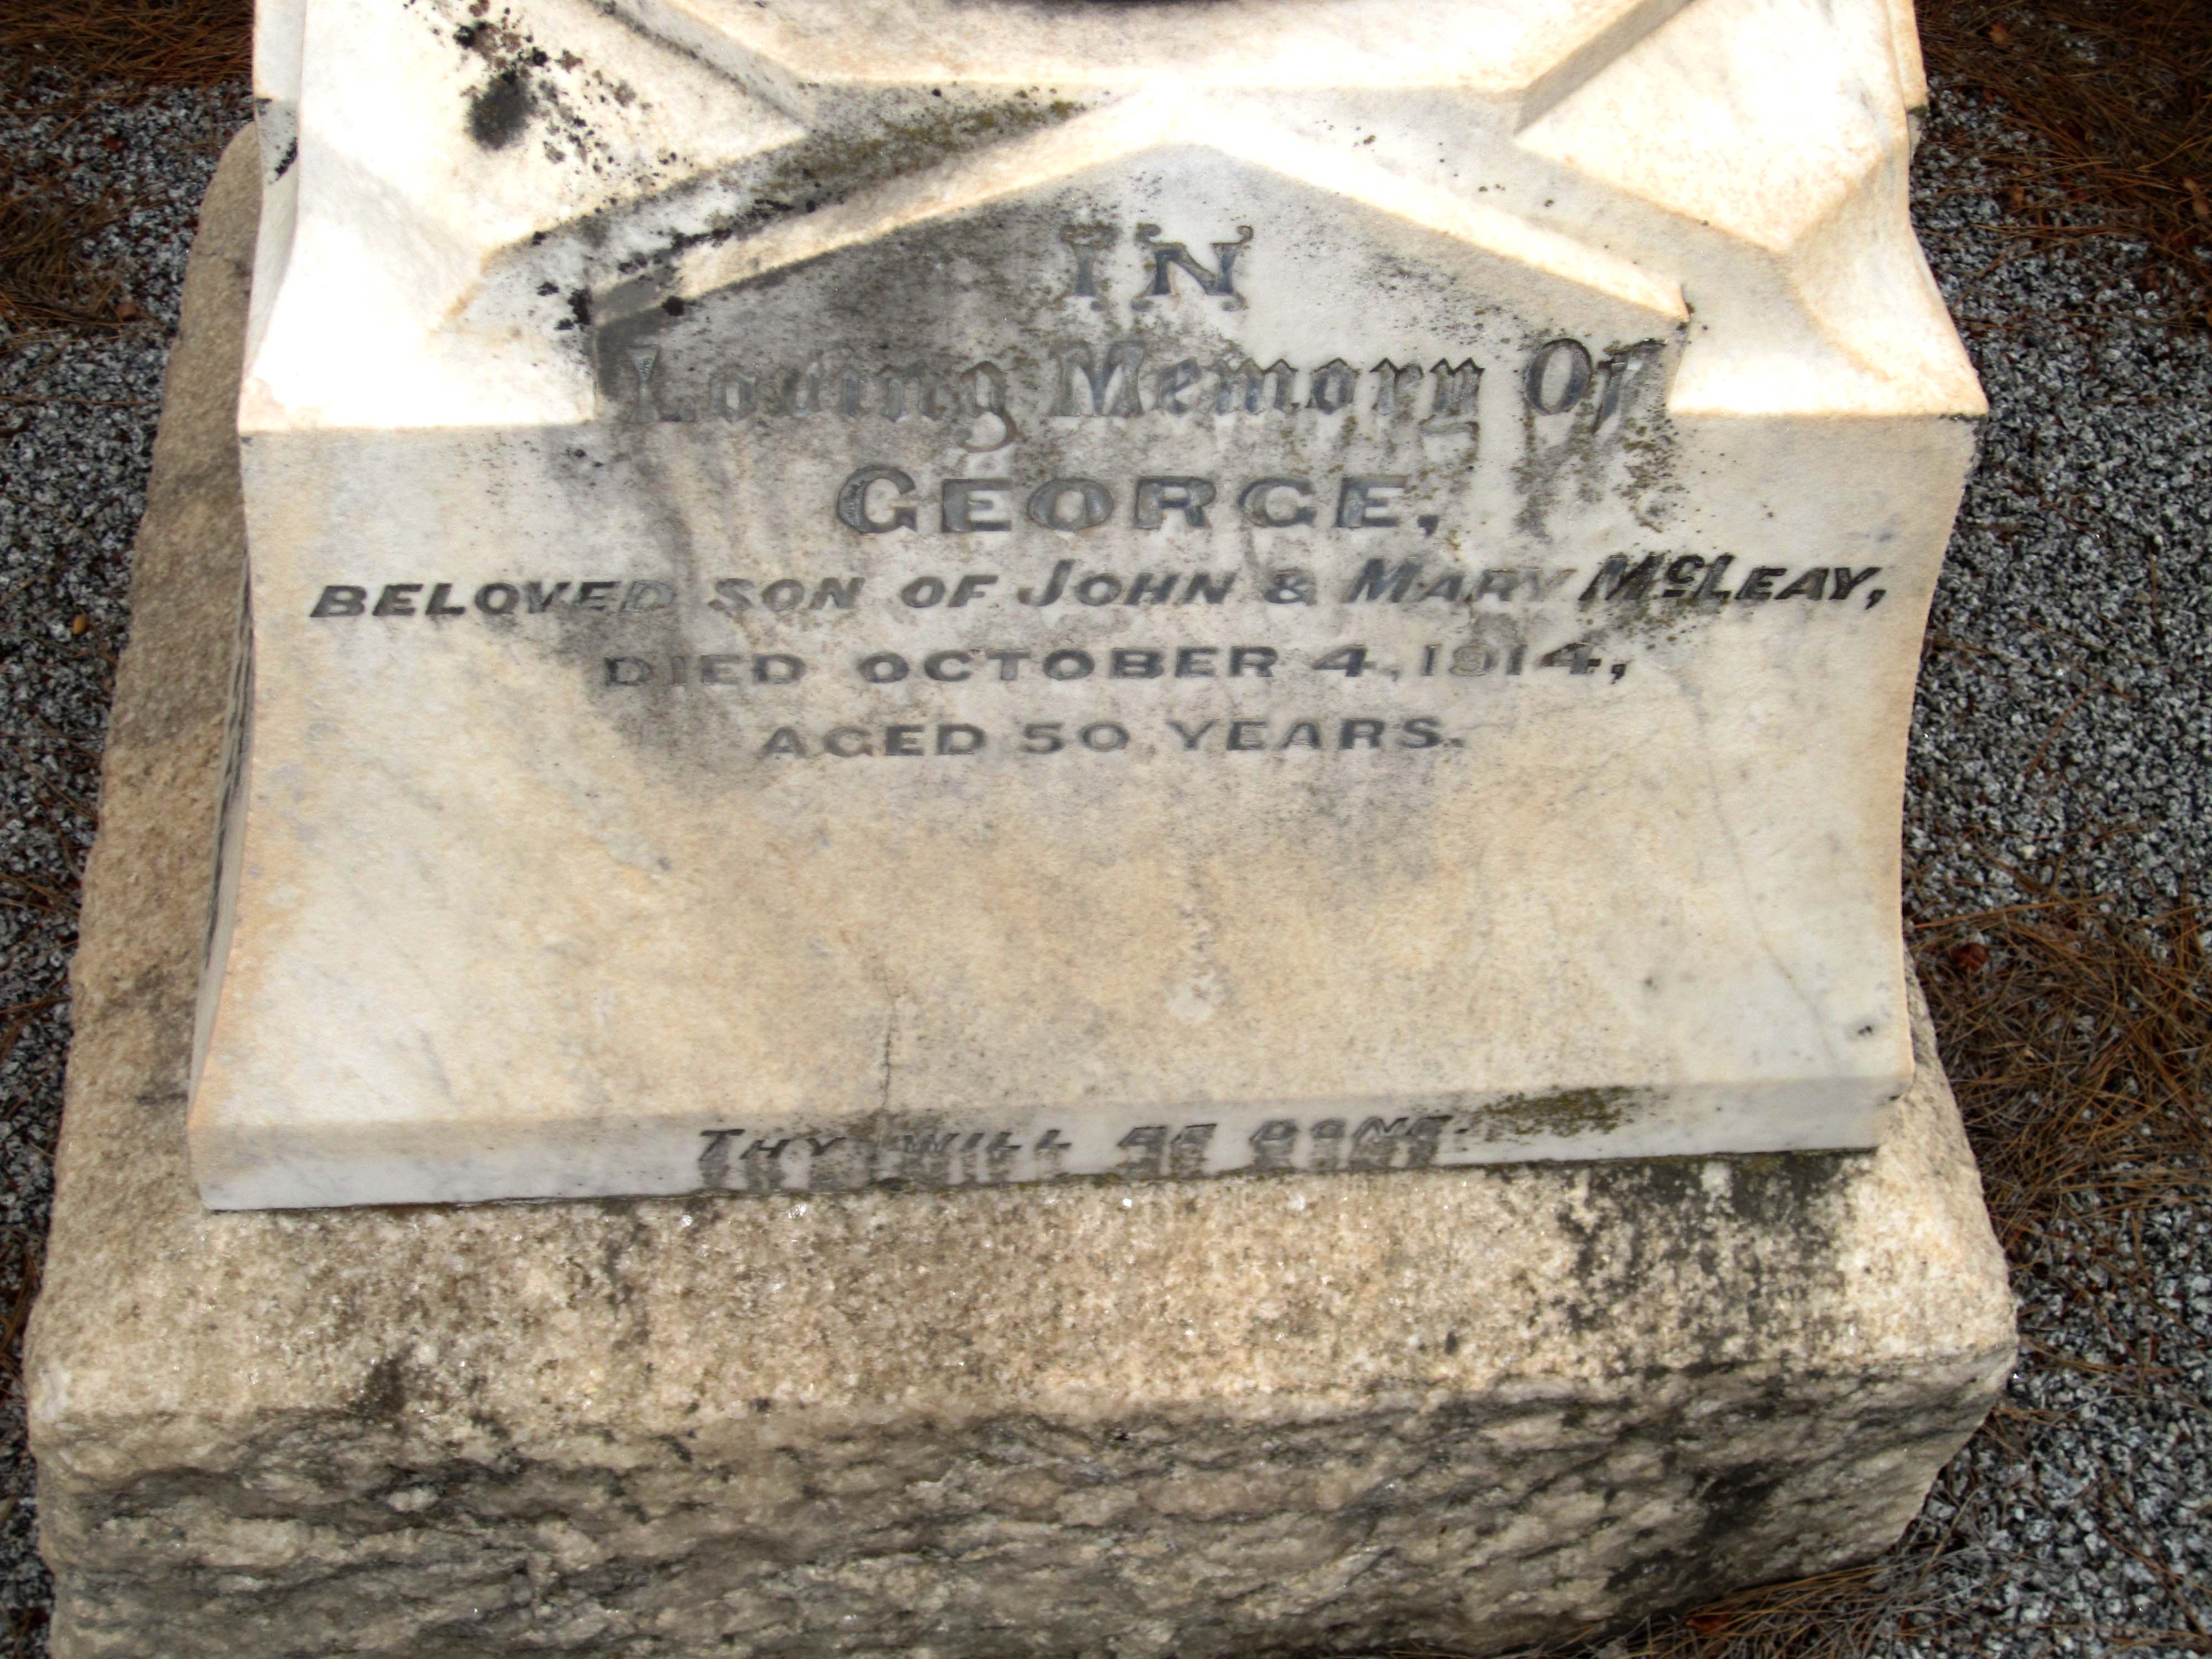 IN
Loving Memory Of
GEORGE,
BELOVED SON OF JOHN & MARY McLEAY,
DIED OCTOBER 4, 1914,
AGED 50 YEARS.
THY WILL BE DONE.